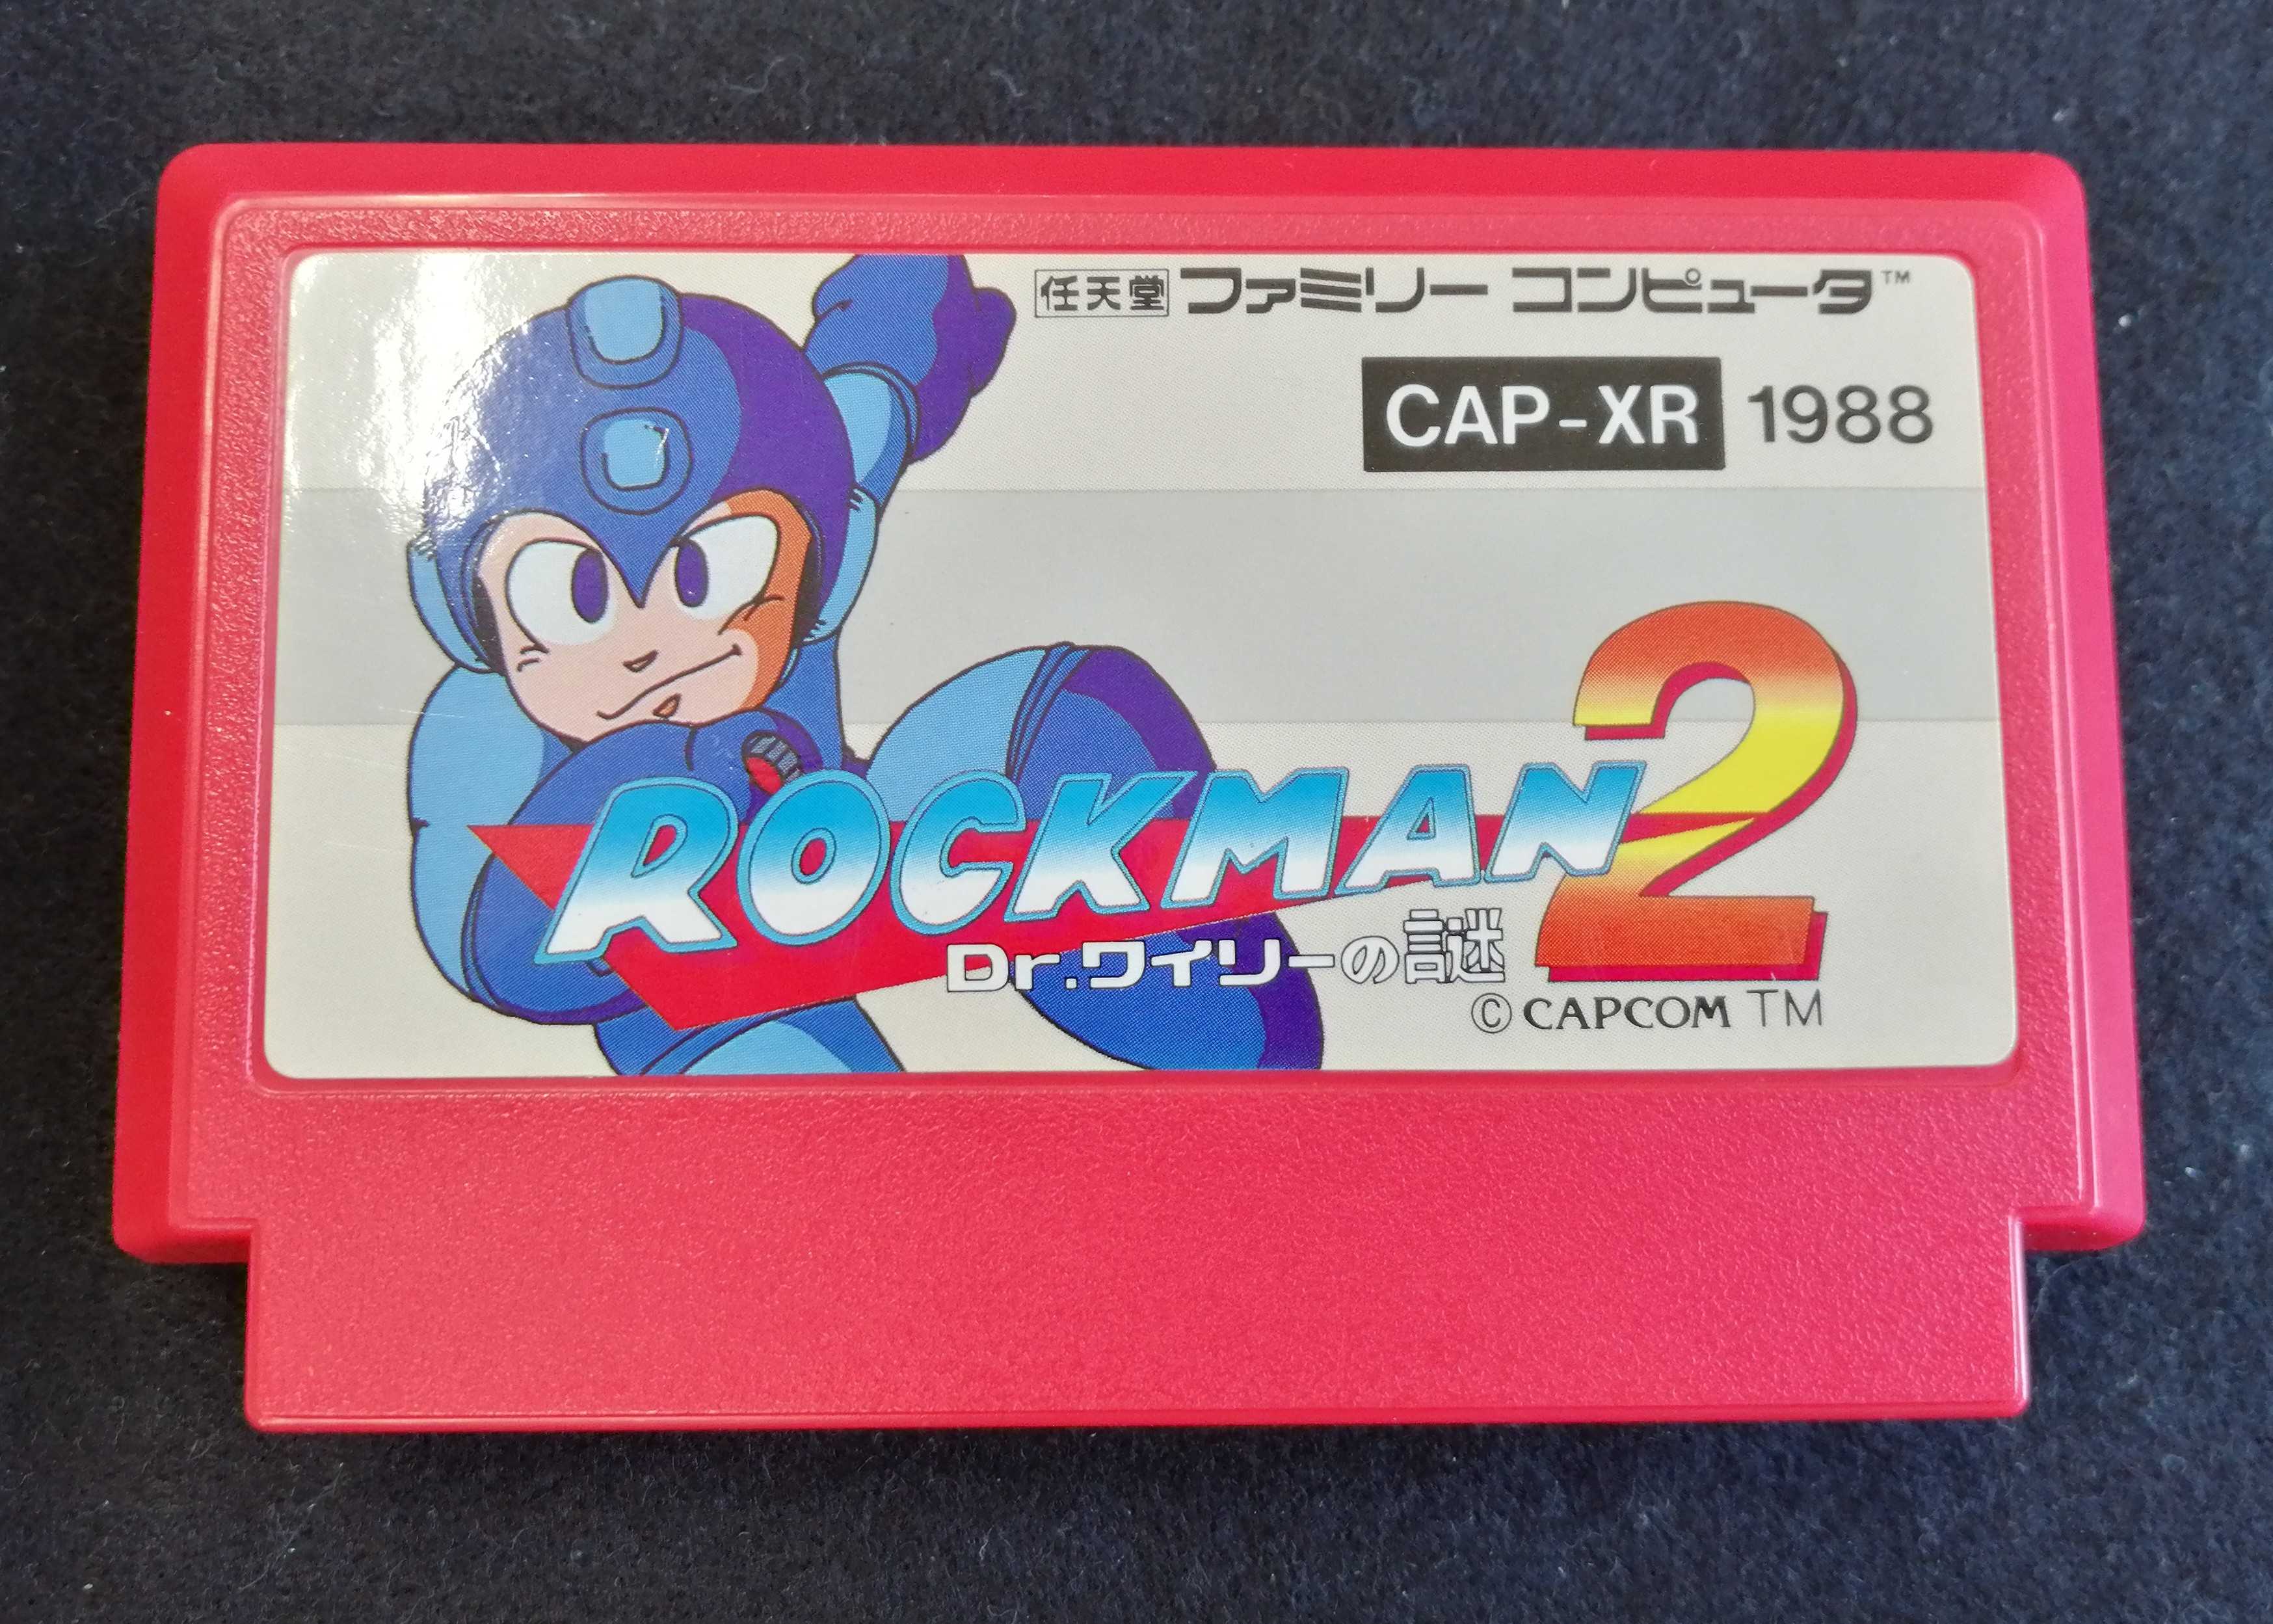 任天堂 ファミリー コンピュータ™
CAP-XR 1988
ROCKMAN 2
Dr.ワイリーの謎
© CAPCOM TM